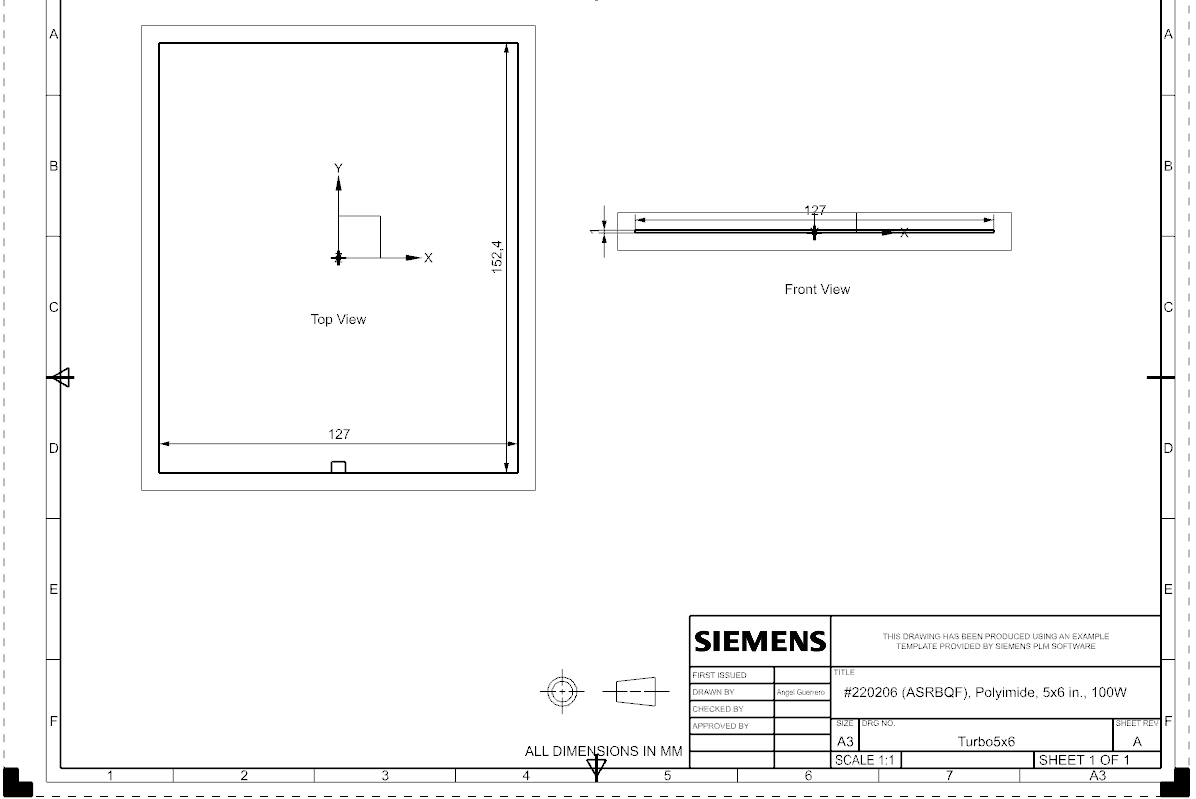 A
A
B
B
C
C
D
D
E
E
F
F
Y
X
152,4
Top View
127
127
1
X
Front View
SIEMENS
THIS DRAWING HAS BEEN PRODUCED USING AN EXAMPLE
TEMPLATE PROVIDED BY SIEMENS PLM SOFTWARE
FIRST ISSUED
DRAWN BY
Angel Guerrero
CHECKED BY
APPROVED BY
TITLE
#220206 (ASRBQF), Polyimide, 5x6 in., 100W
SIZE
A3
DRG NO.
Turbo5x6
SHEET REV
A
SCALE 1:1
SHEET 1 OF 1
ALL DIMENSIONS IN MM
1
2
3
4
5
6
7
A3